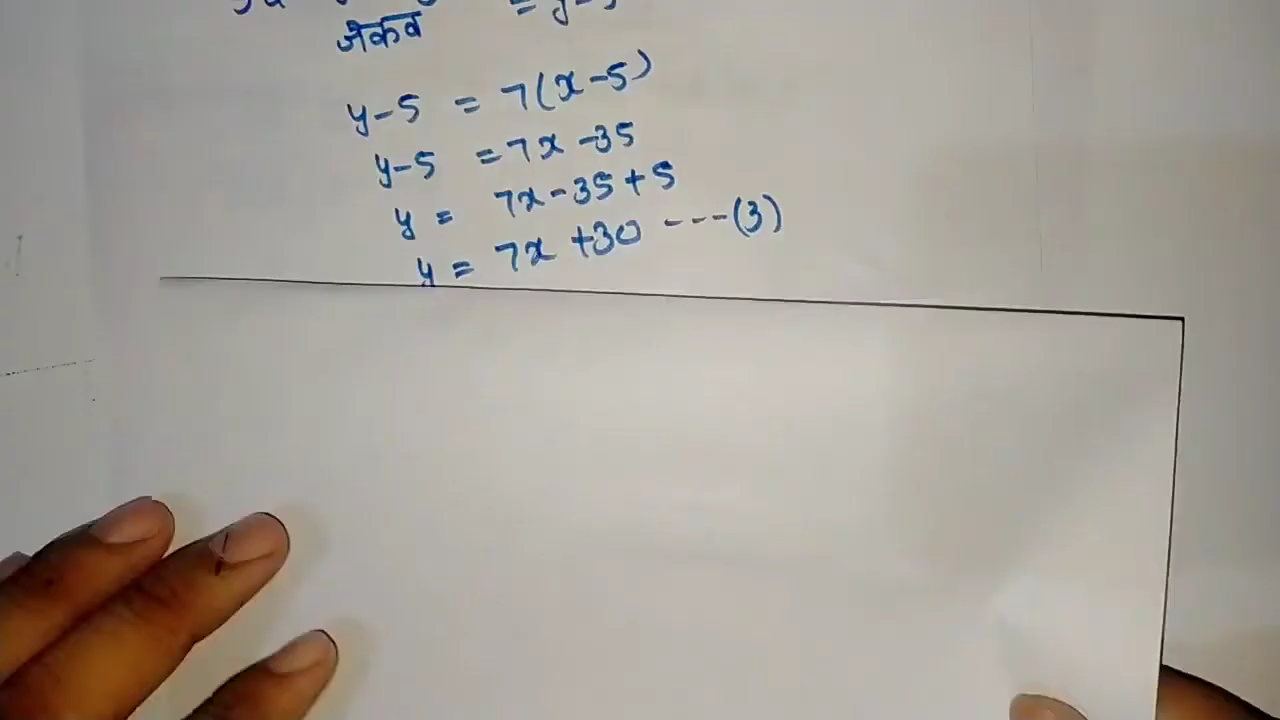 जेकब
y-5 = 7(x-5)
y-5 = 7x-35
y = 7x-35+5
y = 7x+30 ---(3)